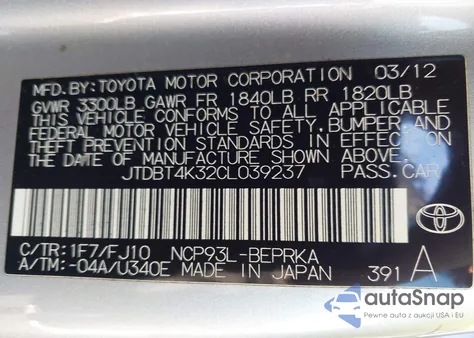 MFD.BY:TOYOTA MOTOR CORPORATION 03/12
GVWR 3300LB GAWR FR 1840LB RR 1820LB
THIS VEHICLE CONFORMS TO ALL APPLICABLE
FEDERAL MOTOR VEHICLE SAFETY, BUMPER, AND
THEFT PREVENTION STANDARDS IN EFFECT ON
THE DATE OF MANUFACTURE SHOWN ABOVE.
JTDBT4K32CL039237 PASS.CAR
TOYOTA
C/TR:1F7/FJ10 NCP93L-BEPRKA
A/TM:-04A/U340E MADE IN JAPAN 391 A
autoSnap
Pewne auta z aukcji USA i EU